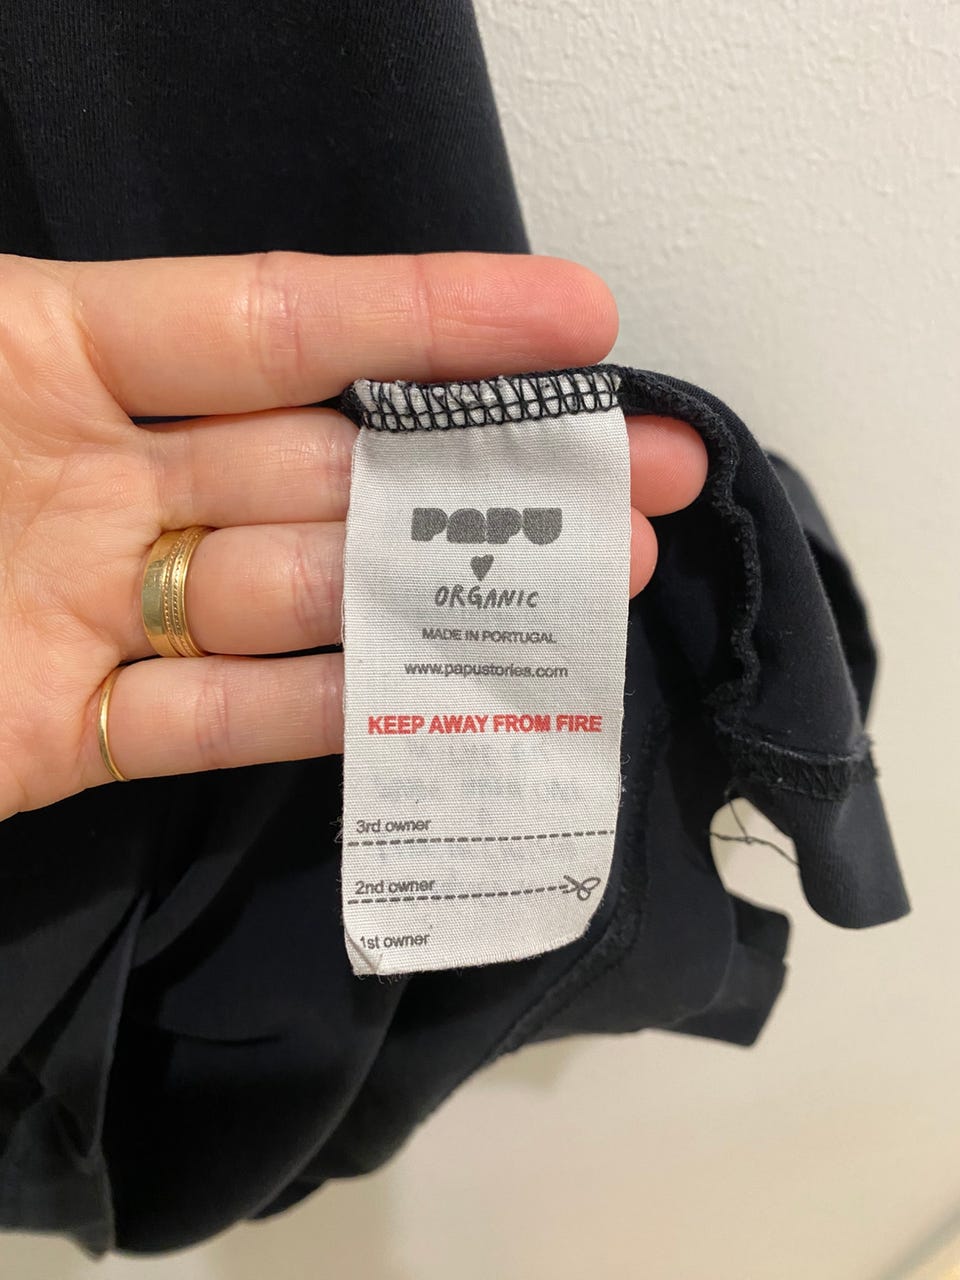 PAPU
ORGANIC
MADE IN PORTUGAL
www.papustories.com
KEEP AWAY FROM FIRE
3rd owner
2nd owner
1st owner